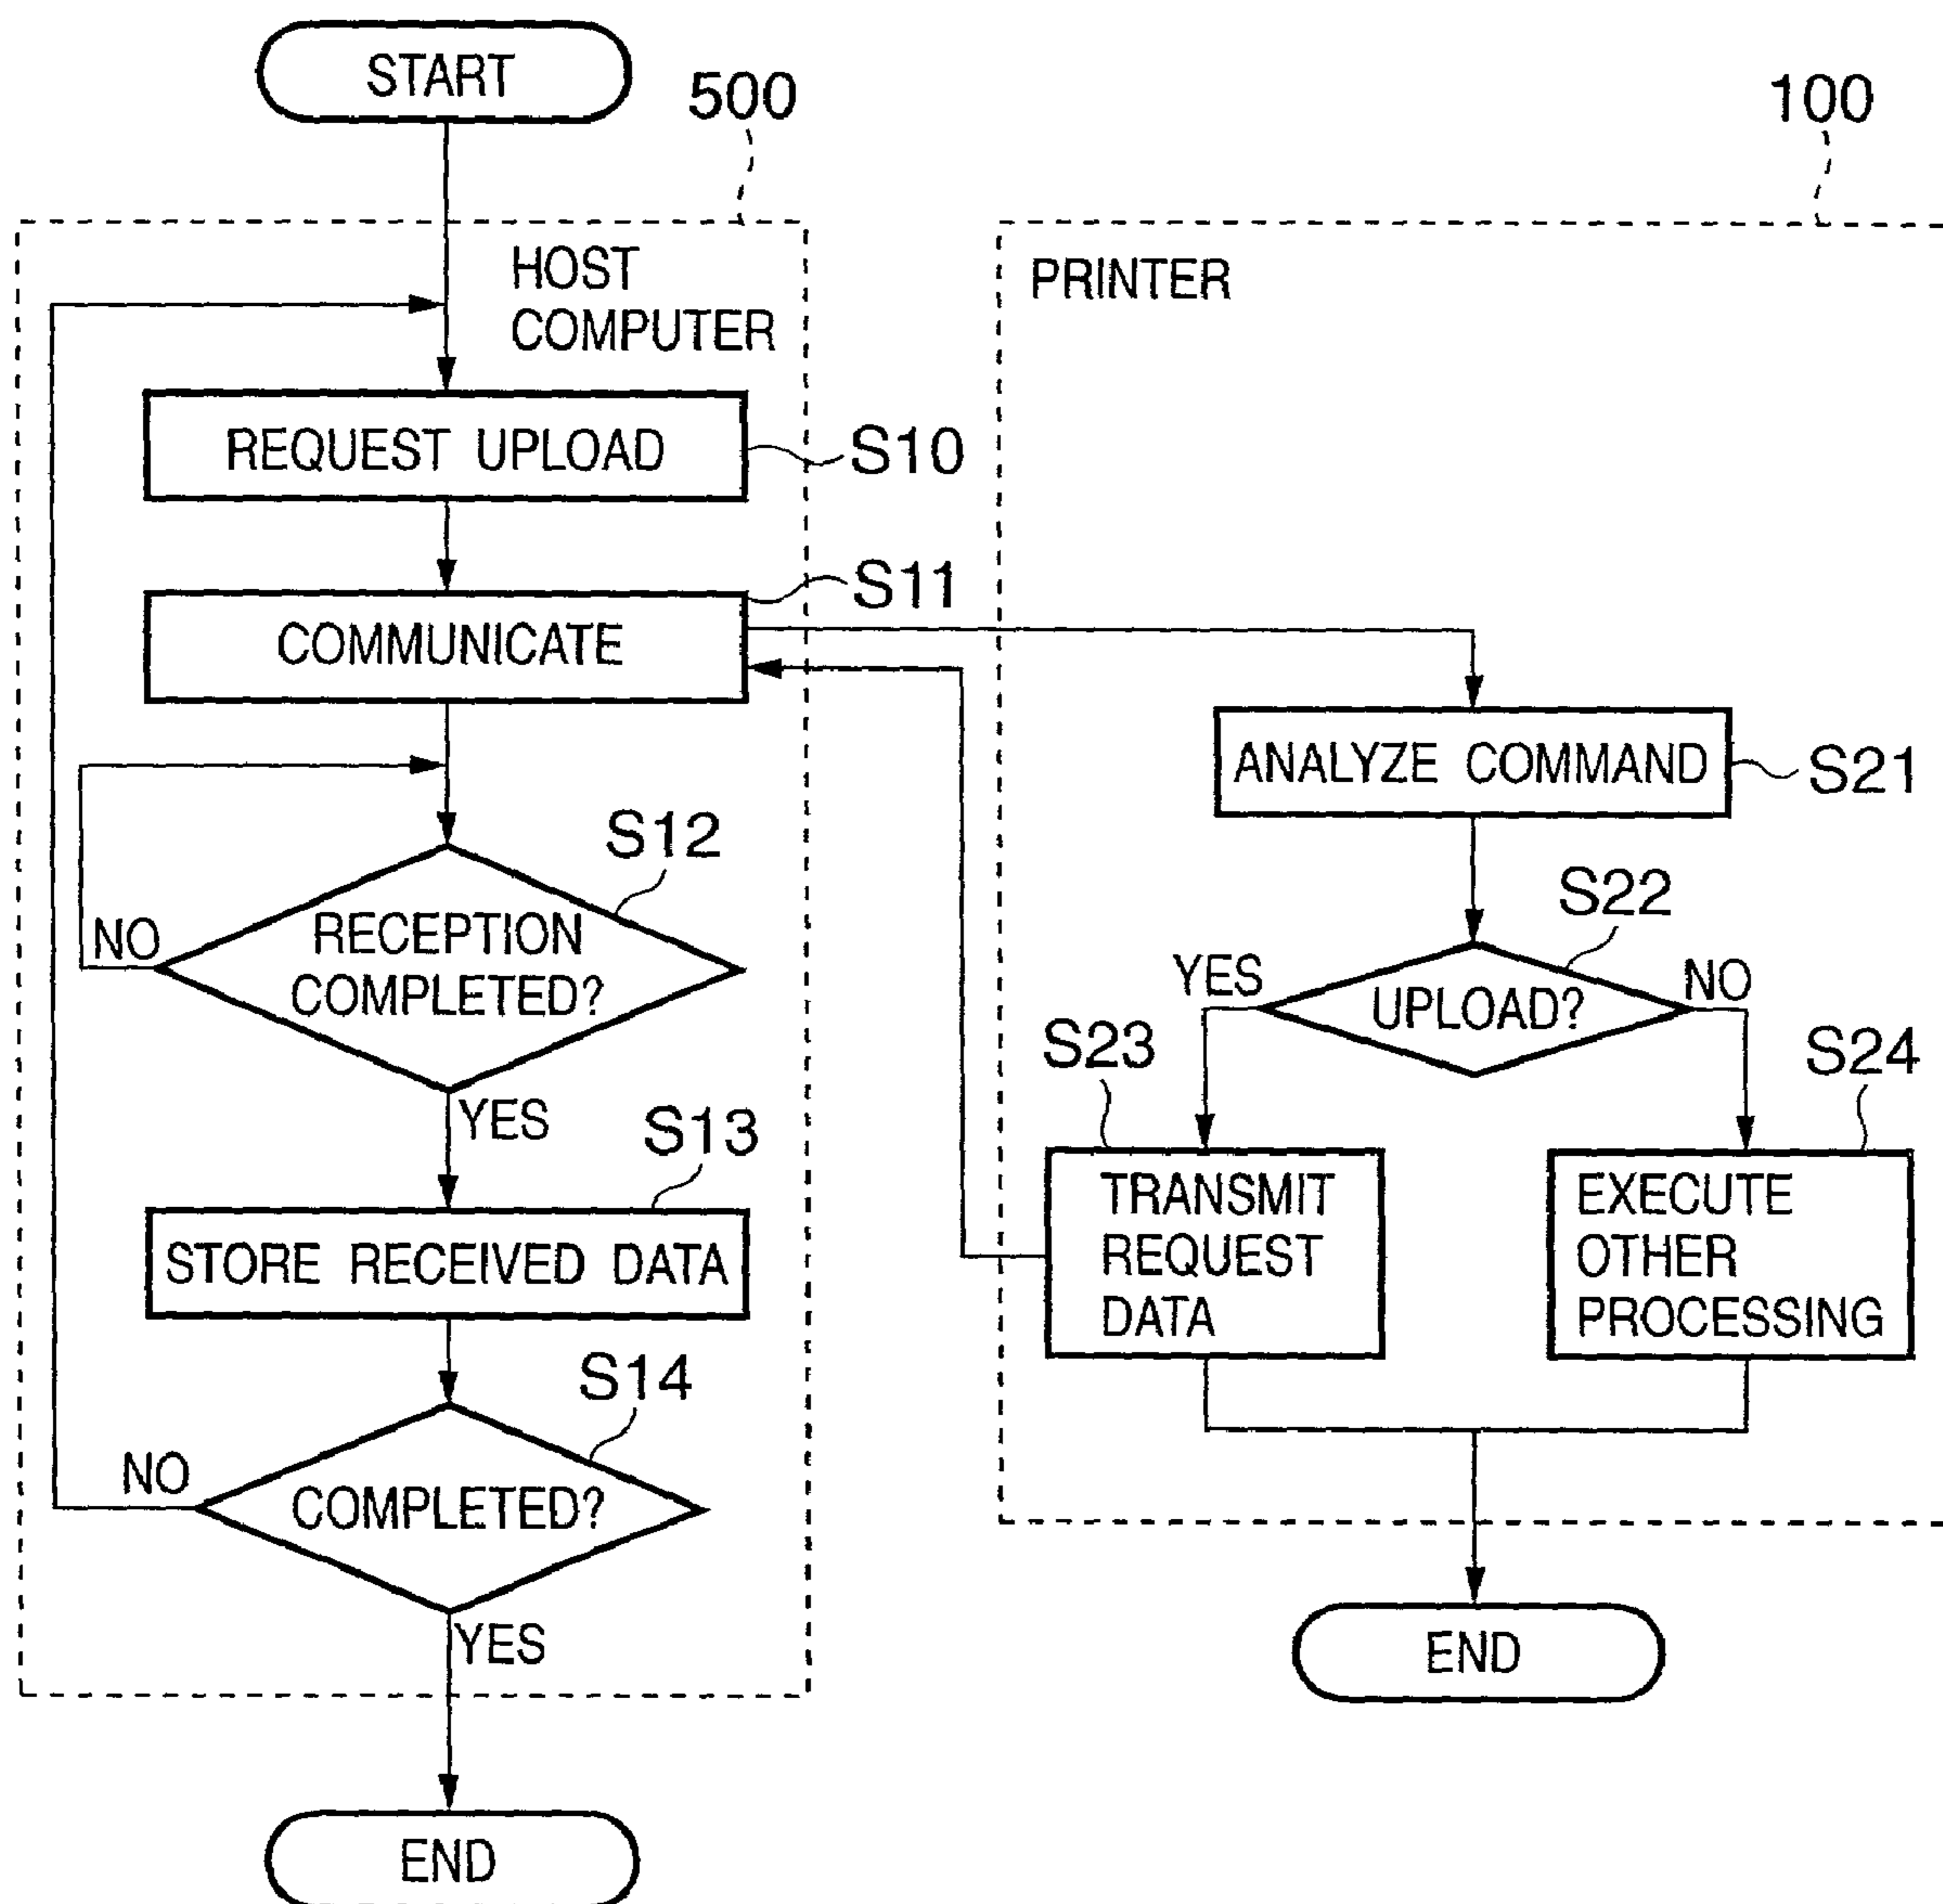 START
500
100
HOST
COMPUTER
PRINTER
REQUEST UPLOAD
S10
S11
COMMUNICATE
ANALYZE COMMAND
S21
S12
NO
RECEPTION
COMPLETED?
YES
S22
YES
NO
UPLOAD?
S23
S24
S13
STORE RECEIVED DATA
TRANSMIT
REQUEST
DATA
EXECUTE
OTHER
PROCESSING
S14
NO
COMPLETED?
YES
END
END